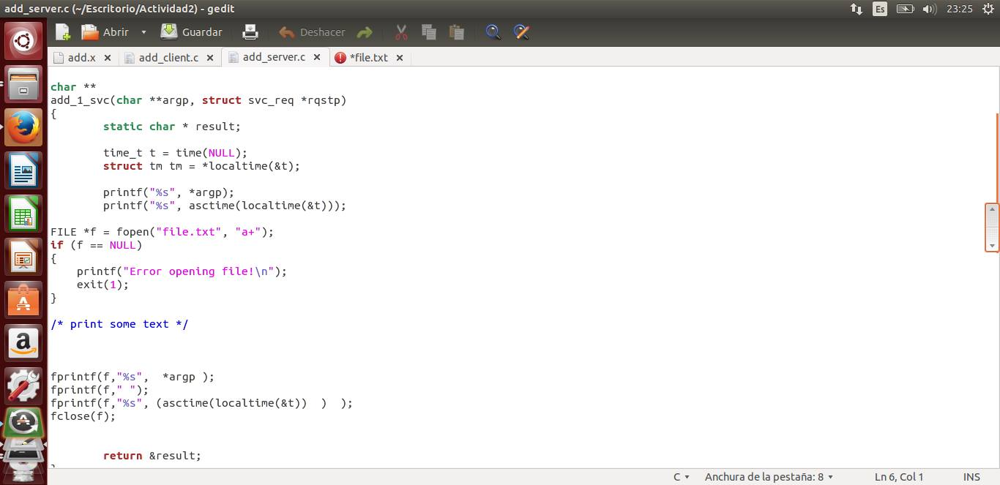 add_server.c (~/Escritorio/Actividad2) - gedit
Es
23:25
Abrir
Guardar
Deshacer
add.x
add_client.c
add_server.c
*file.txt
char **
add_1_svc(char **argp, struct svc_req *rqstp)
{
static char * result;
time_t t = time(NULL);
struct tm tm = *localtime(&t);
printf("%s", *argp);
printf("%s", asctime(localtime(&t)));
FILE *f = fopen("file.txt", "a+");
if (f == NULL)
{
printf("Error opening file!\n");
exit(1);
}
/* print some text */
fprintf(f,"%s",  *argp );
fprintf(f," ");
fprintf(f,"%s", (asctime(localtime(&t))  )  );
fclose(f);
return &result;
C
Anchura de la pestaña: 8
Ln 6, Col 1
INS